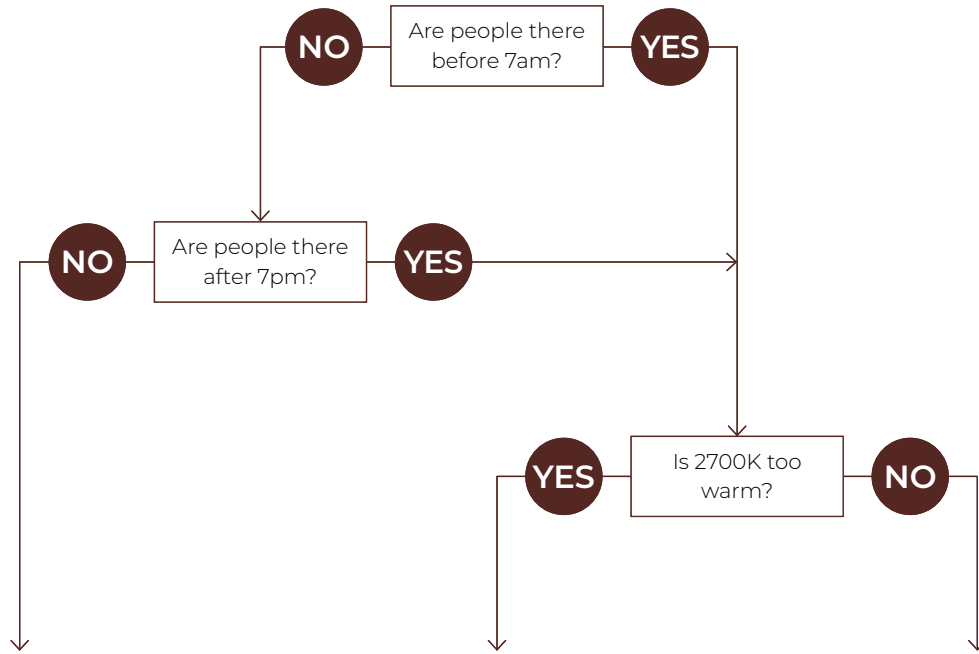 NO
Are people there
before 7am?
YES
NO
Are people there
after 7pm?
YES
YES
Is 2700K too
warm?
NO